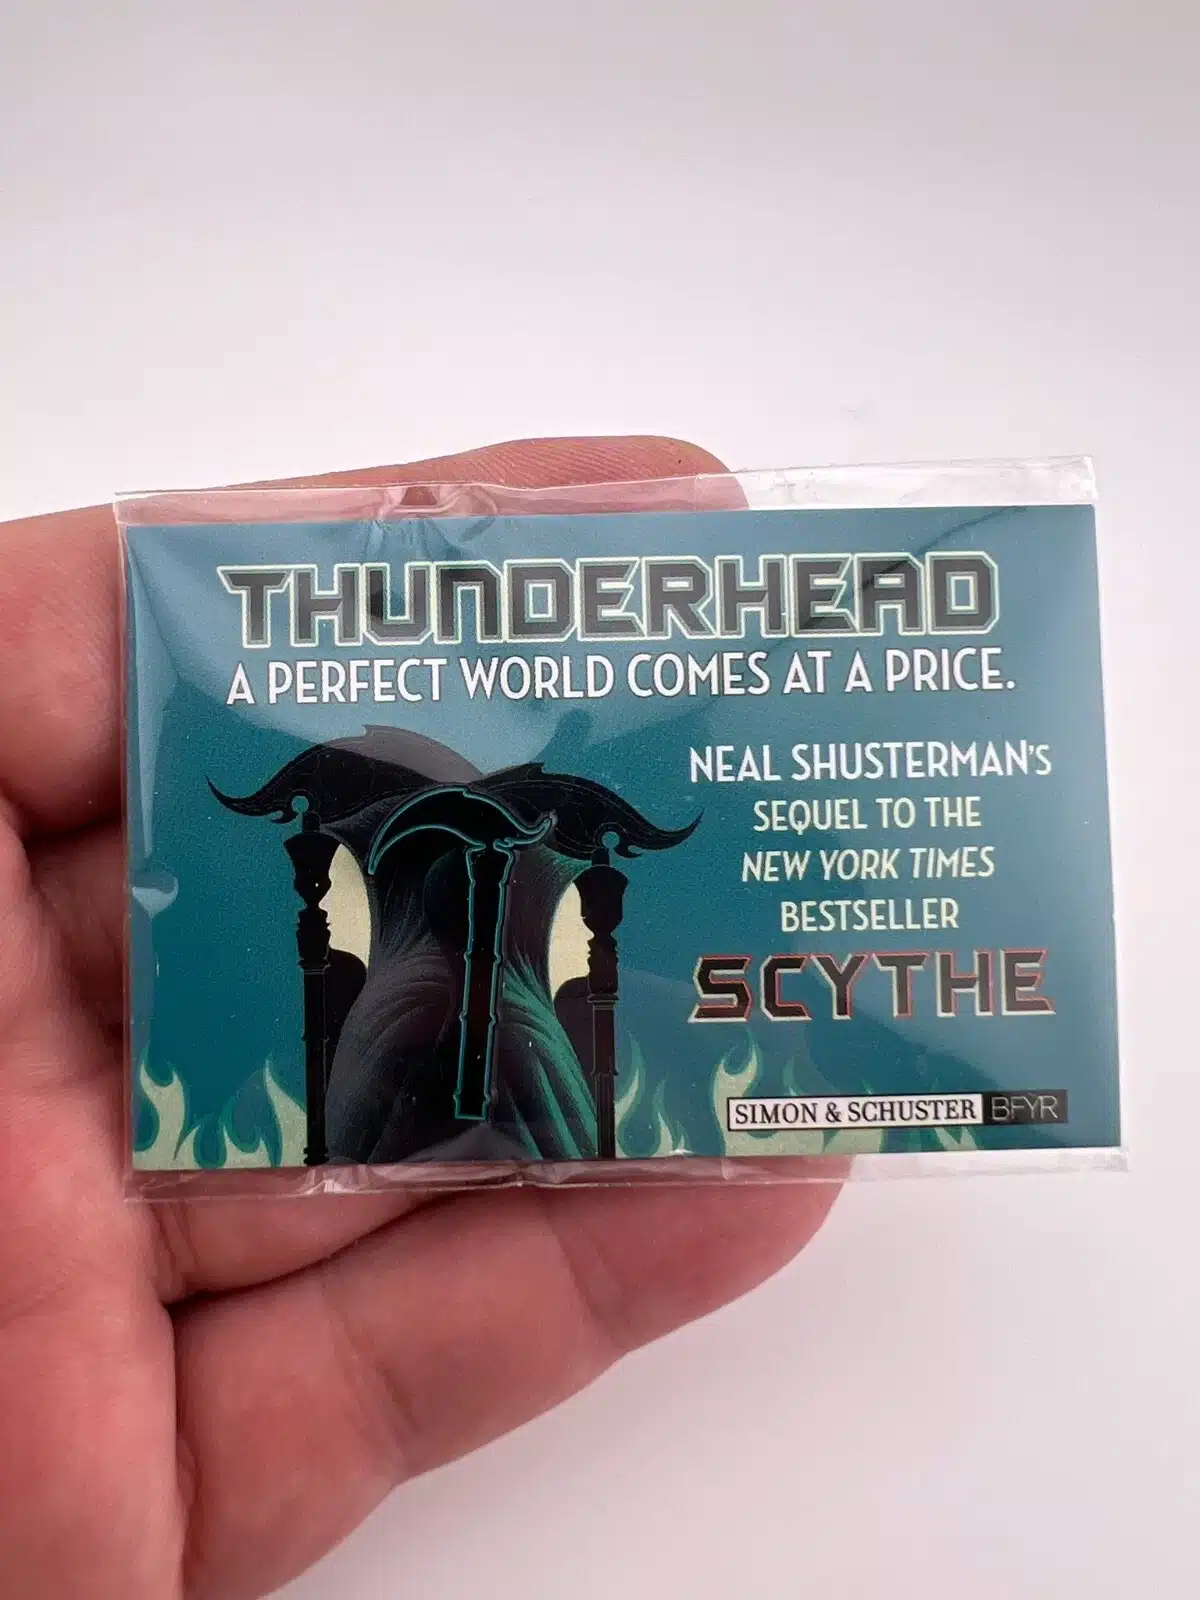 THUNDERHEAD
A PERFECT WORLD COMES AT A PRICE.
NEAL SHUSTERMAN'S
SEQUEL TO THE
NEW YORK TIMES
BESTSELLER
SCYTHE
SIMON & SCHUSTER BFYR